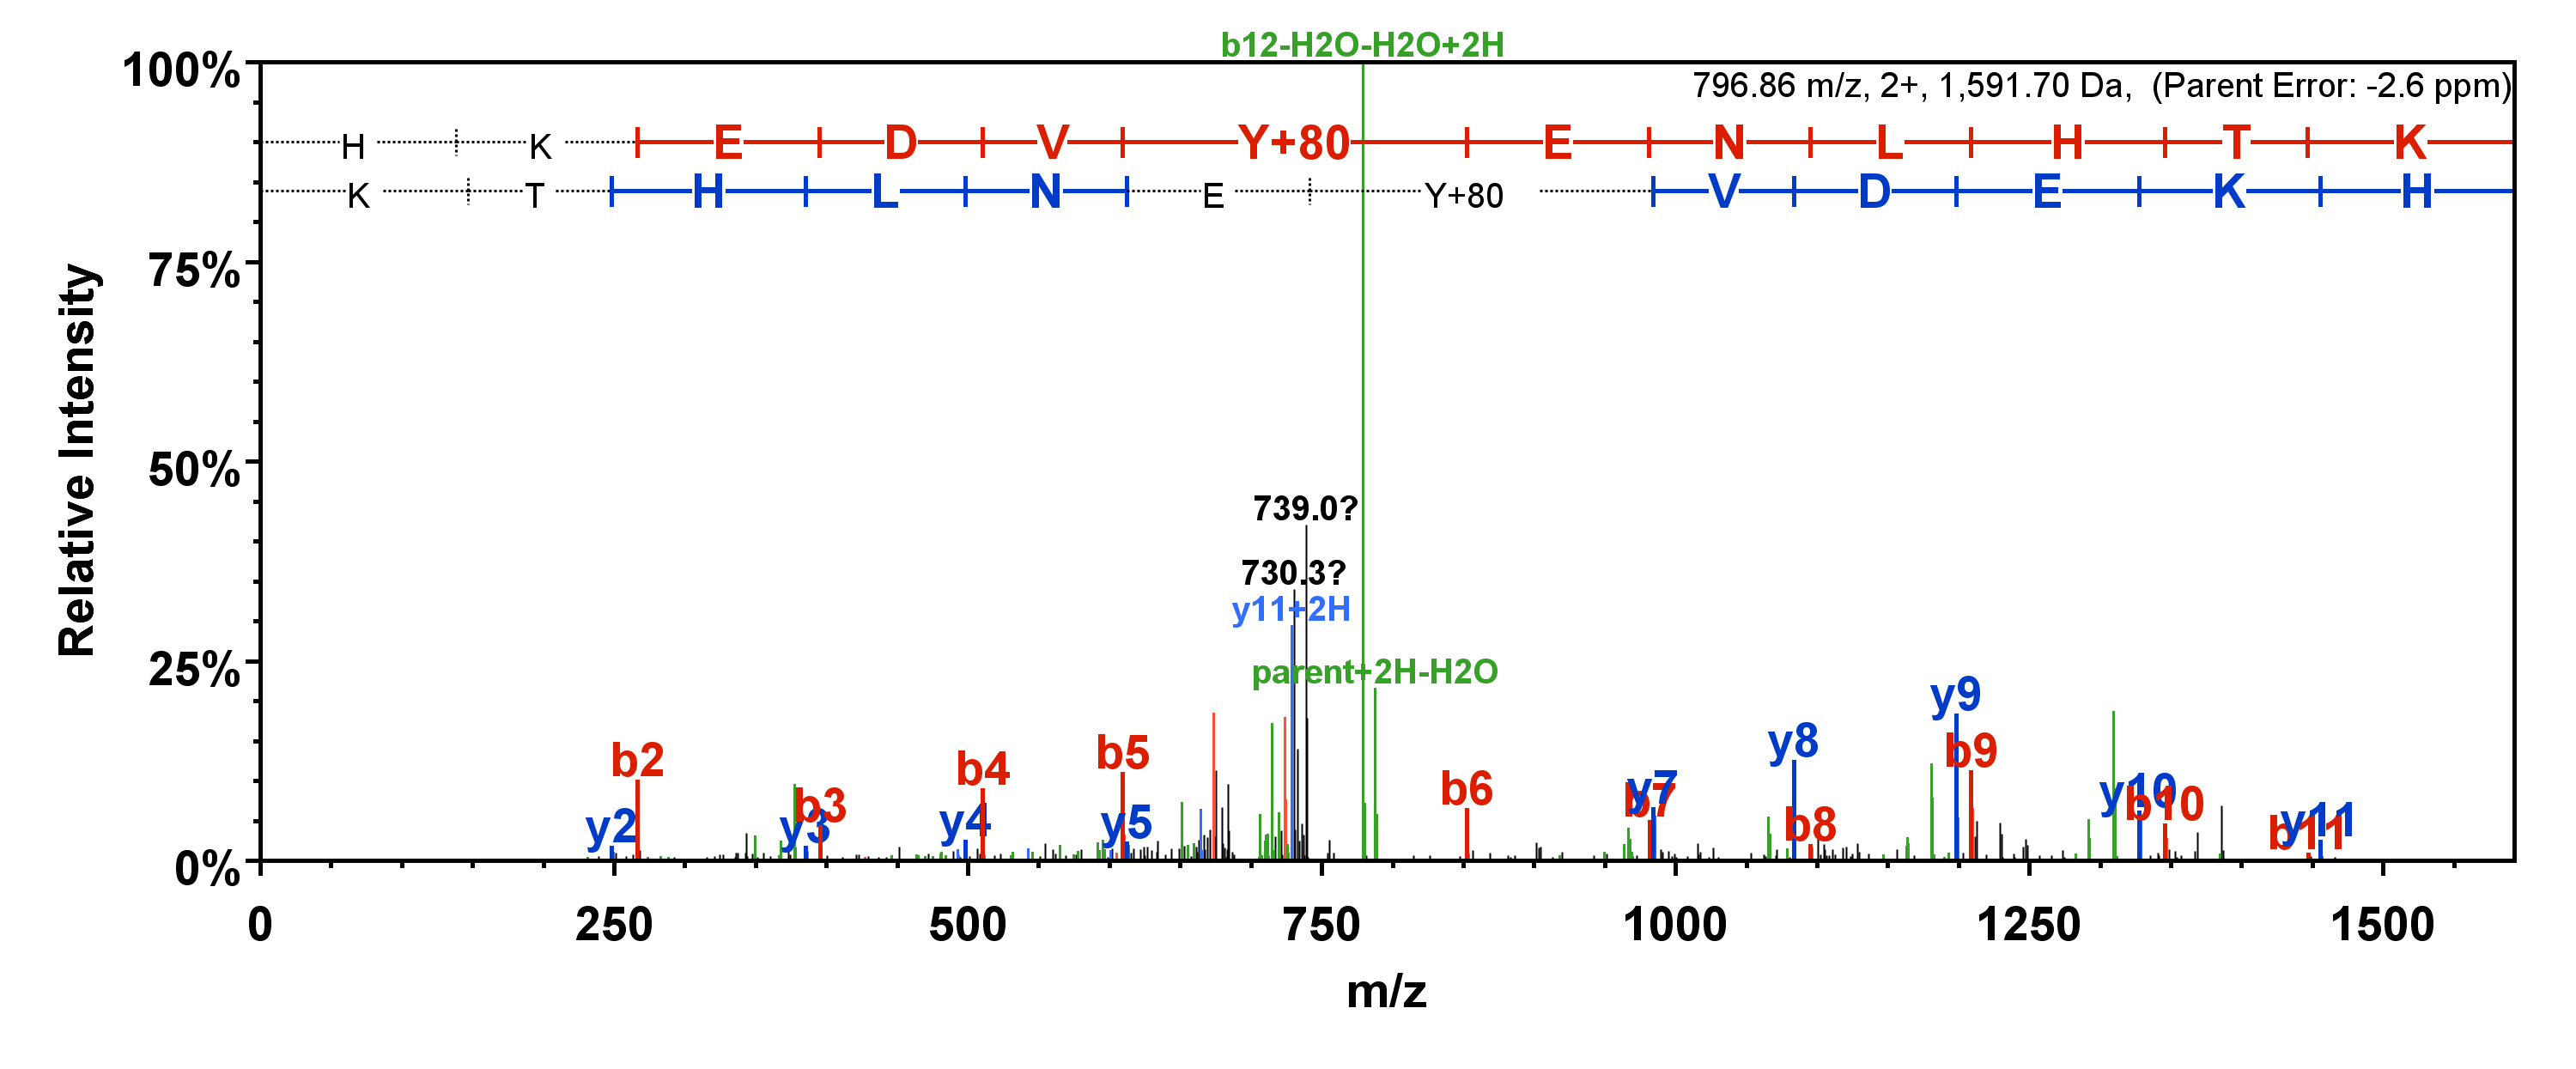 b12-H2O-H2O+2H
100%
796.86 m/z, 2+, 1,591.70 Da, (Parent Error: -2.6 ppm)
H K E D V Y+80 E N L H T K
K T H L N E Y+80 V D E K H
75%
Relative Intensity
50%
739.0?
730.3?
y11+2H
25%
parent+2H-H2O
y9
y8 b9
b2 b4 b5 b6 b7 y7 y10 b10
y2 y3 b3 y4 y5 b8 b11 y11
0%
0 250 500 750 1000 1250 1500
m/z